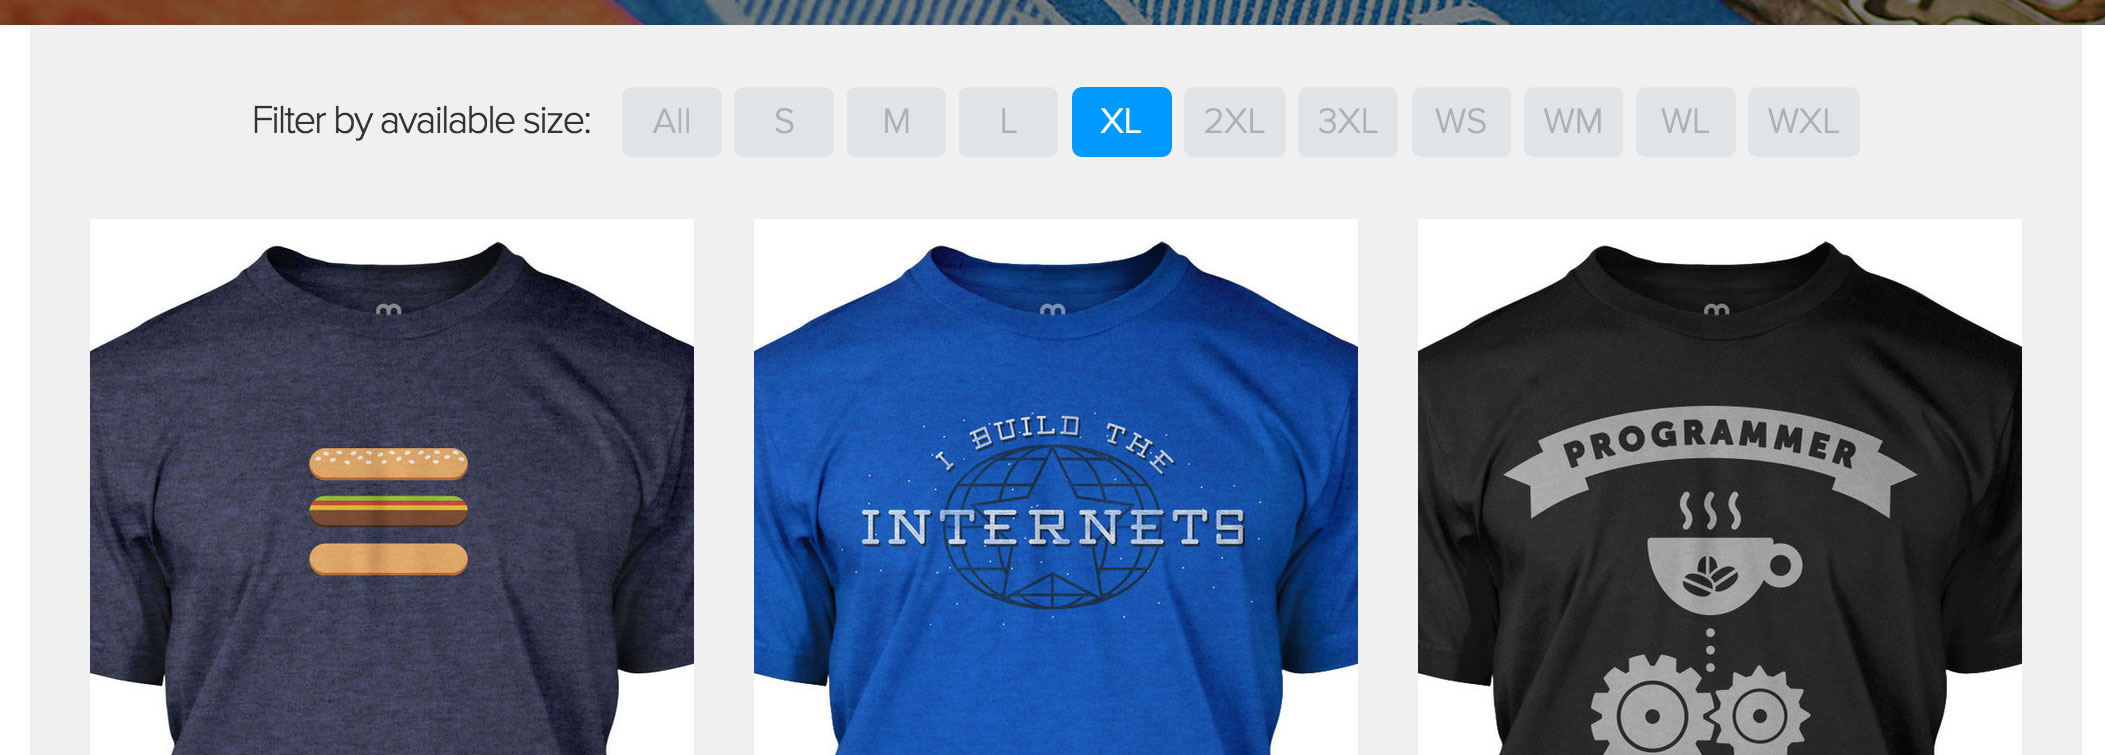 Filter by available size: All S M L XL 2XL 3XL WS WM WL WXL
m
m
m
I BUILD THE
INTERNETS
PROGRAMMER